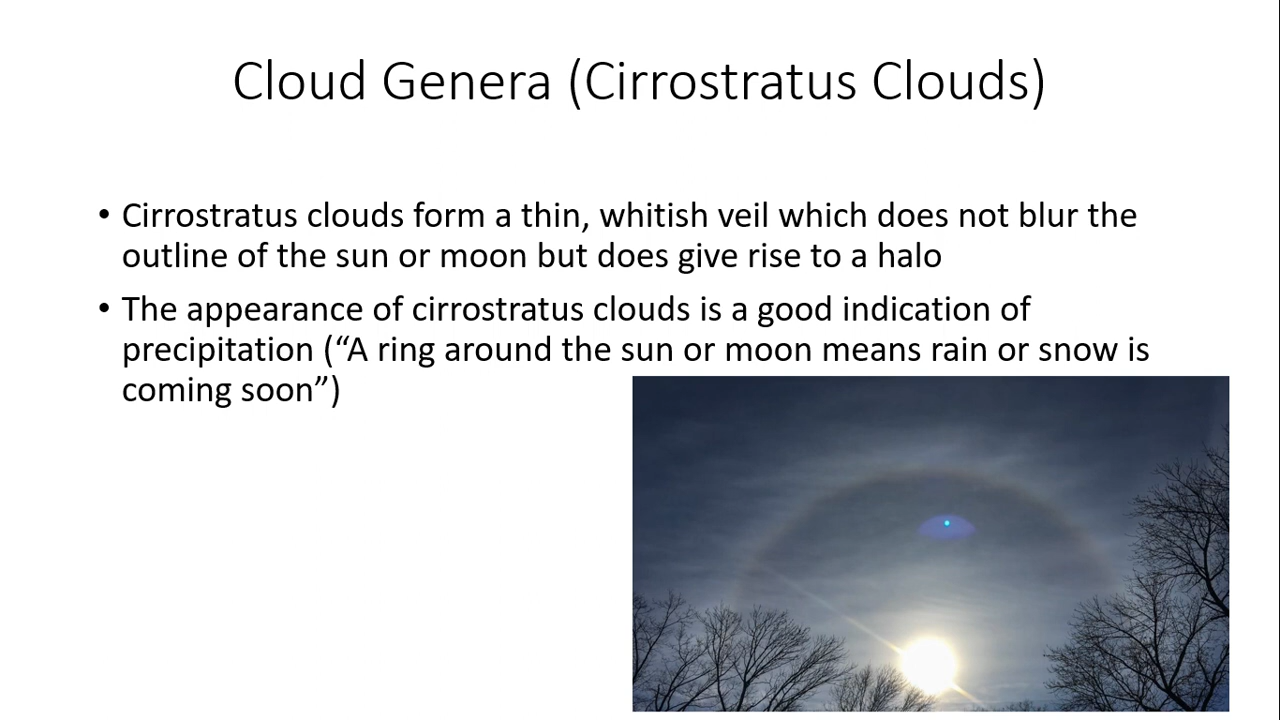 Cloud Genera (Cirrostratus Clouds)
• Cirrostratus clouds form a thin, whitish veil which does not blur the
outline of the sun or moon but does give rise to a halo
• The appearance of cirrostratus clouds is a good indication of
precipitation (“A ring around the sun or moon means rain or snow is
coming soon”)